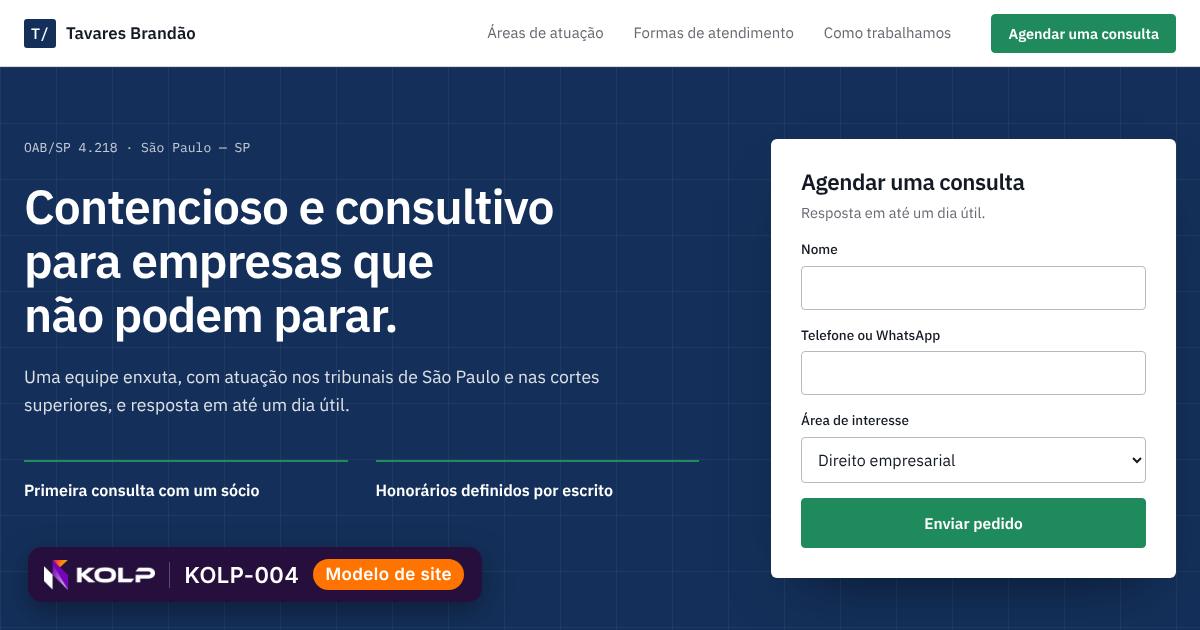 T/ Tavares Brandão
Áreas de atuação
Formas de atendimento
Como trabalhamos
Agendar uma consulta
OAB/SP 4.218 · São Paulo — SP
Contencioso e consultivo
para empresas que
não podem parar.
Uma equipe enxuta, com atuação nos tribunais de São Paulo e nas cortes
superiores, e resposta em até um dia útil.
Primeira consulta com um sócio
Honorários definidos por escrito
Agendar uma consulta
Resposta em até um dia útil.
Nome
Telefone ou WhatsApp
Área de interesse
Direito empresarial
Enviar pedido
KOLP
KOLP-004
Modelo de site